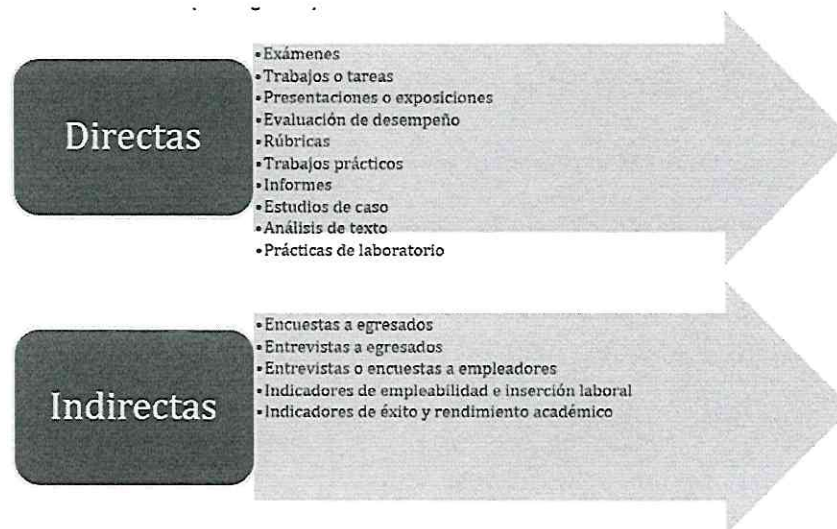 Directas
•Exámenes
•Trabajos o tareas
•Presentaciones o exposiciones
•Evaluación de desempeño
•Rúbricas
•Trabajos prácticos
•Informes
•Estudios de caso
•Análisis de texto
•Prácticas de laboratorio
Indirectas
•Encuestas a egresados
•Entrevistas a egresados
•Entrevistas o encuestas a empleadores
•Indicadores de empleabilidad e inserción laboral
•Indicadores de éxito y rendimiento académico